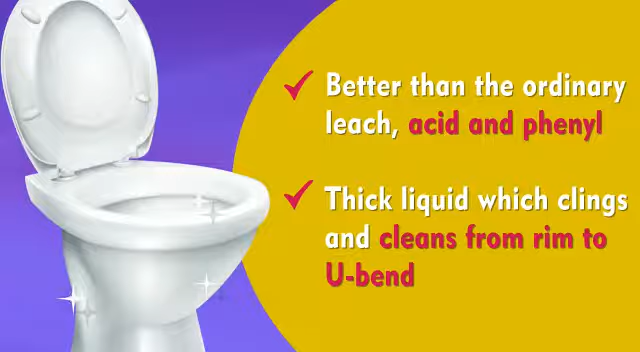 Better than the ordinary
leach, acid and phenyl
Thick liquid which clings
and cleans from rim to
U-bend